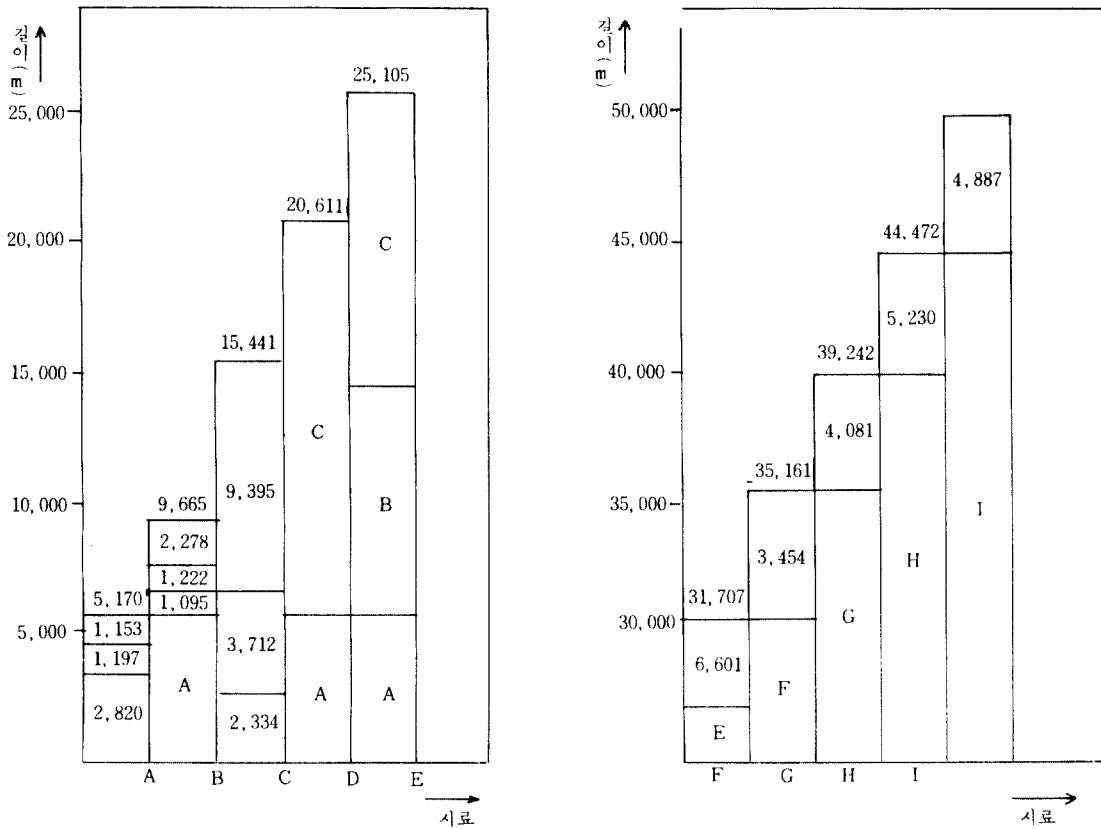 길이(m)
25,105
25,000
C
20,611
20,000
15,441
15,000
C
9,395
B
9,665
10,000
2,278
1,222
1,095
5,170
5,000
1,153
1,197
2,820
A
3,712
2,334
A
A
A B C D E
시료
길이(m)
50,000
4,887
44,472
45,000
5,230
39,242
40,000
4,081
35,161
35,000
I
H
3,454
31,707
30,000
G
6,601
F
E
F G H I
시료